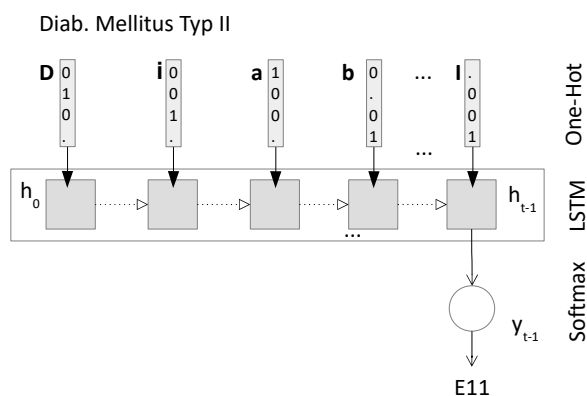 Diab. Mellitus Typ II
D 0 1 0 .
i 0 0 1 .
a 1 0 0 .
b 0 . 0 1
...
I . 0 0 1
One-Hot
...
h0
ht-1
LSTM
...
Softmax
yt-1
E11